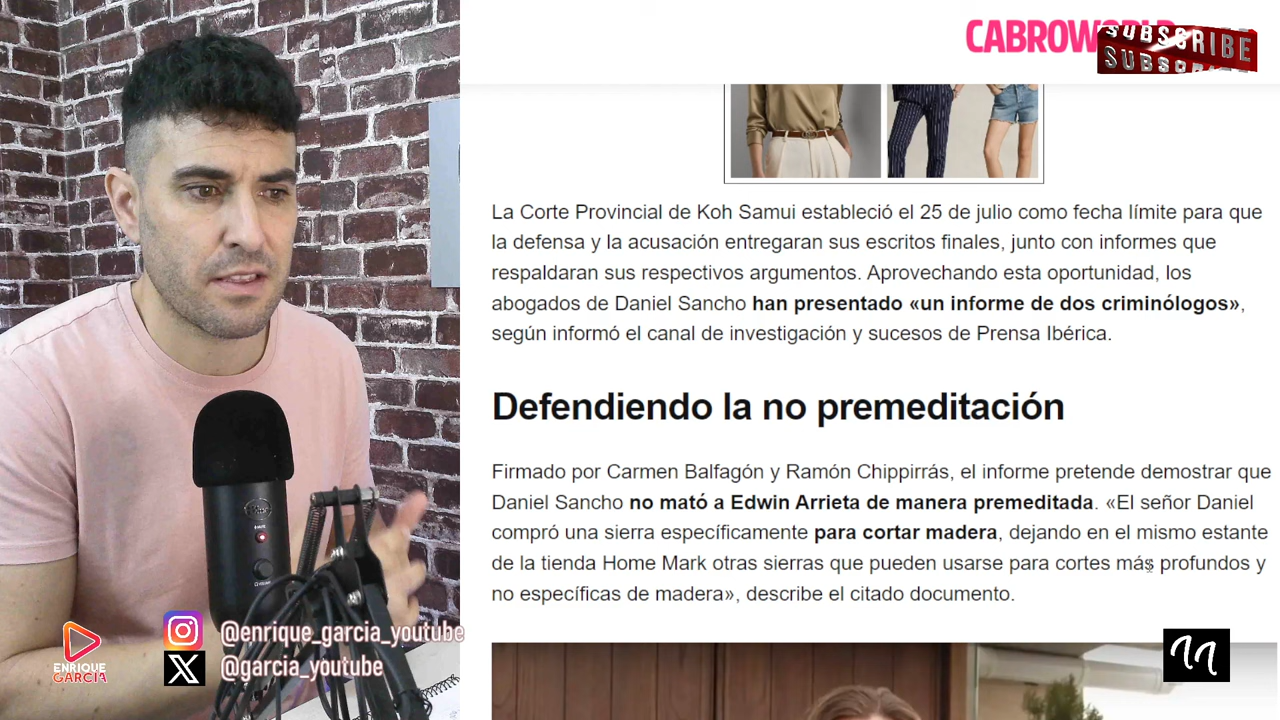 CABROWORLD
SUBSCRIBE
La Corte Provincial de Koh Samui estableció el 25 de julio como fecha límite para que
la defensa y la acusación entregaran sus escritos finales, junto con informes que
respaldaran sus respectivos argumentos. Aprovechando esta oportunidad, los
abogados de Daniel Sancho han presentado «un informe de dos criminólogos»,
según informó el canal de investigación y sucesos de Prensa Ibérica.
Defendiendo la no premeditación
Firmado por Carmen Balfagón y Ramón Chippirrás, el informe pretende demostrar que
Daniel Sancho no mató a Edwin Arrieta de manera premeditada. «El señor Daniel
compró una sierra específicamente para cortar madera, dejando en el mismo estante
de la tienda Home Mark otras sierras que pueden usarse para cortes más profundos y
no específicas de madera», describe el citado documento.
ENRIQUE
GARCIA
@enrique_garcia_youtube
@garcia_youtube